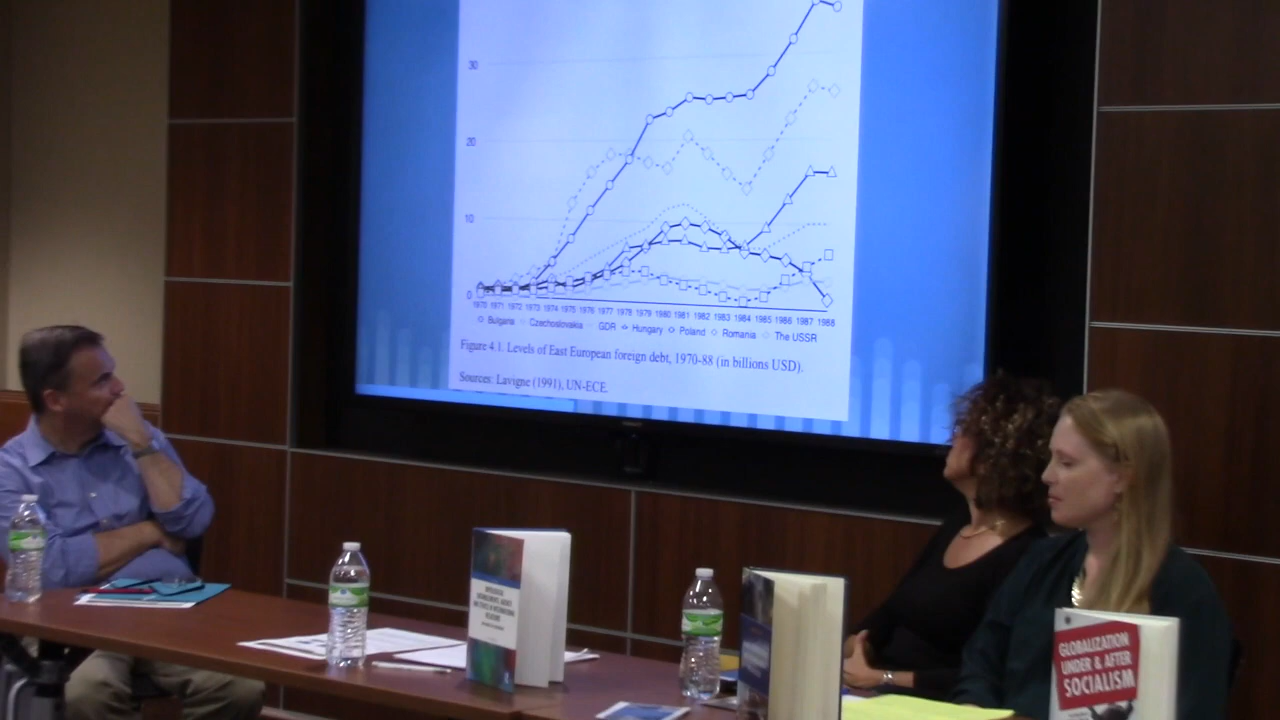 30
20
10
0
1970 1971 1972 1973 1974 1975 1976 1977 1978 1979 1980 1981 1982 1983 1984 1985 1986 1987 1988
Bulgaria Czechoslovakia GDR Hungary Poland Romania The USSR
Figure 4.1. Levels of East European foreign debt, 1970-88 (in billions USD).
Sources: Lavigne (1991), UN-ECE.
GLOBALIZATION
UNDER & AFTER
SOCIALISM